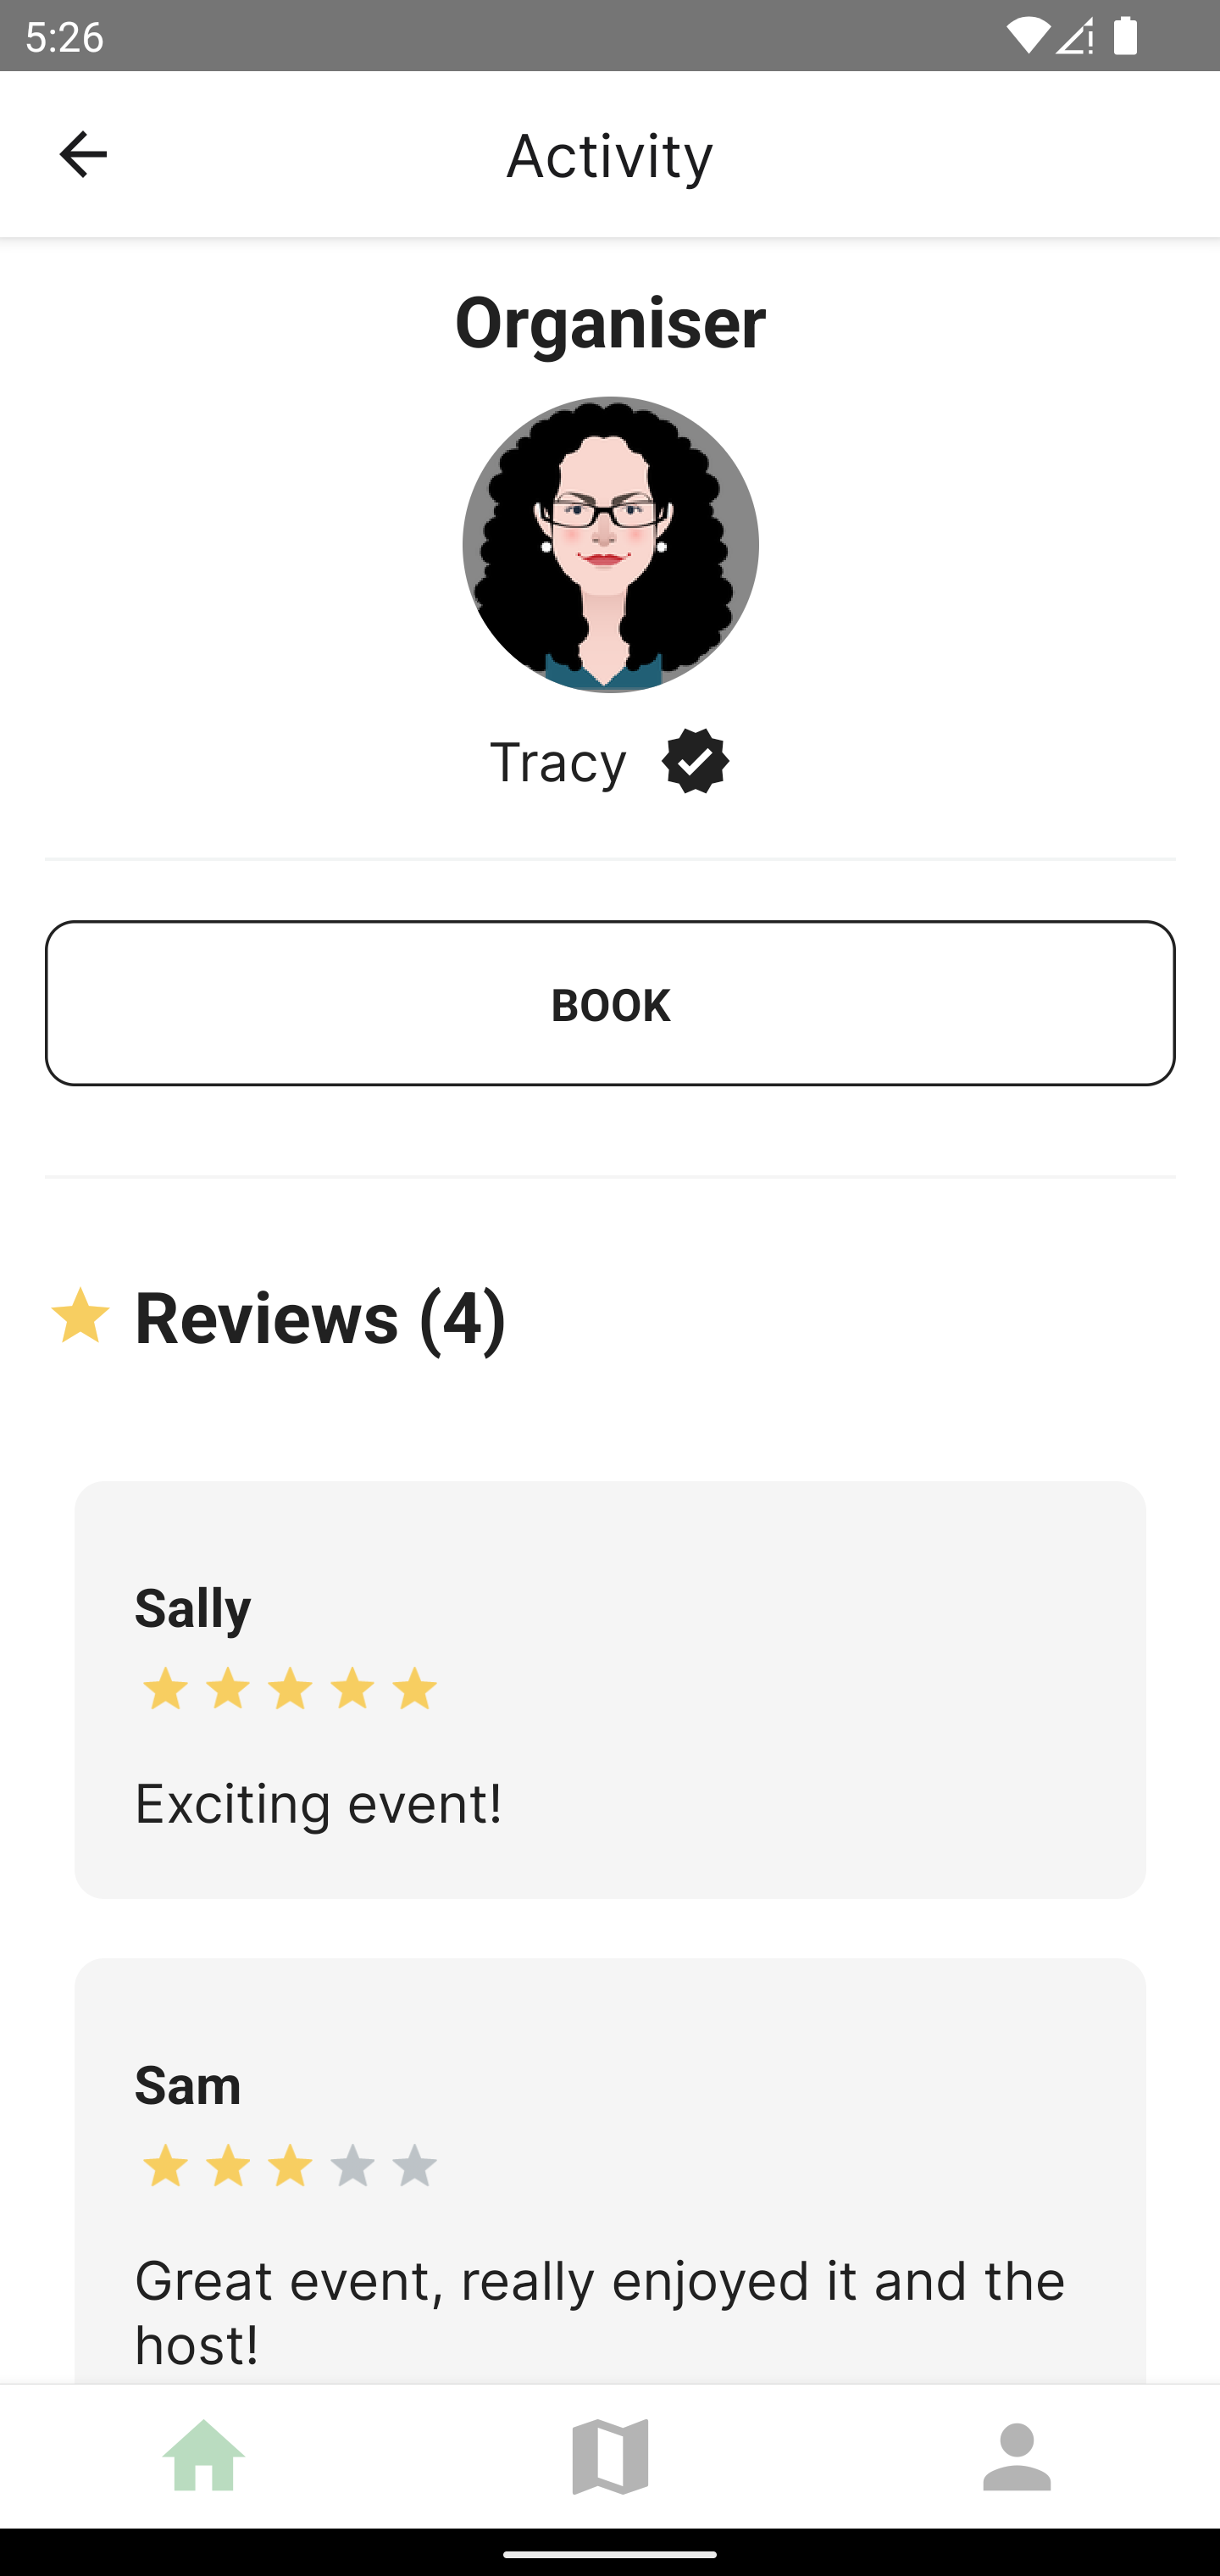 5:26
Activity
Organiser
Tracy
BOOK
Reviews (4)
Sally
Exciting event!
Sam
Great event, really enjoyed it and the
host!